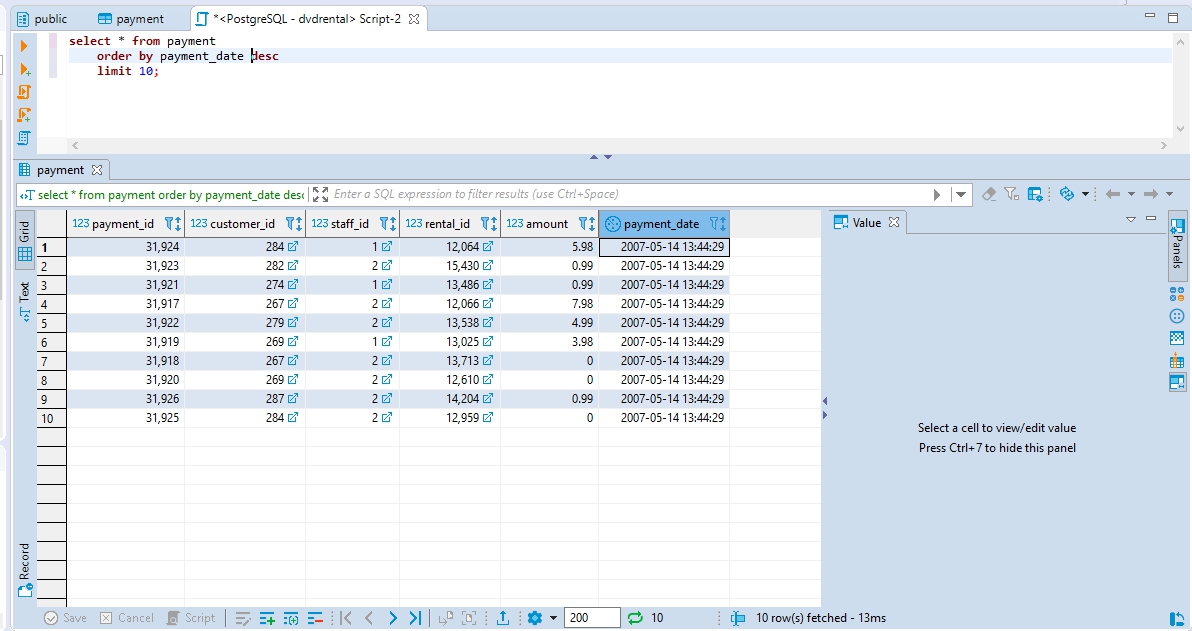 public
payment
*<PostgreSQL - dvdrental> Script-2
select * from payment
order by payment_date desc
limit 10;
payment
select * from payment order by payment_date desc
Enter a SQL expression to filter results (use Ctrl+Space)
Grid
Text
Record
123 payment_id 123 customer_id 123 staff_id 123 rental_id 123 amount payment_date
1 31,924 284 1 12,064 5.98 2007-05-14 13:44:29
2 31,923 282 2 15,430 0.99 2007-05-14 13:44:29
3 31,921 274 1 13,486 0.99 2007-05-14 13:44:29
4 31,917 267 2 12,066 7.98 2007-05-14 13:44:29
5 31,922 279 2 13,538 4.99 2007-05-14 13:44:29
6 31,919 269 1 13,025 3.98 2007-05-14 13:44:29
7 31,918 267 2 13,713 0 2007-05-14 13:44:29
8 31,920 269 2 12,610 0 2007-05-14 13:44:29
9 31,926 287 2 14,204 0.99 2007-05-14 13:44:29
10 31,925 284 2 12,959 0 2007-05-14 13:44:29
Value
Select a cell to view/edit value
Press Ctrl+7 to hide this panel
Panels
Save Cancel Script 200 10 10 row(s) fetched - 13ms